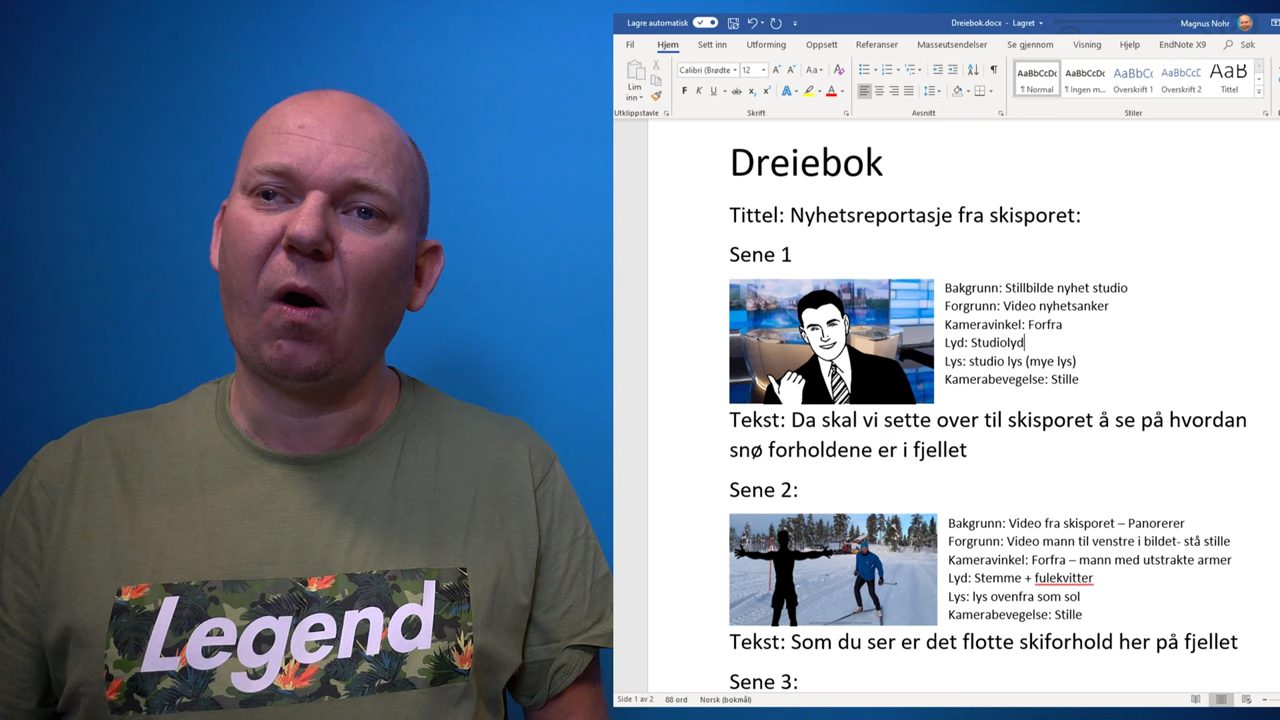 Lagre automatisk
Dreiebok.docx - Lagret
Magnus Nohr
Fil Hjem Sett inn Utforming Oppsett Referanser Masseutsendelser Se gjennom Visning Hjelp EndNote X9 Søk
Calibri (Brødte 12
Lim
inn
F K U
AaBbCcDc AaBbCcDc AaBbCc AaBbCcD AaB
¶ Normal ¶ Ingen m... Overskrift 1 Overskrift 2 Tittel
Utklippstavle Skrift Avsnitt Stiler
Dreiebok
Tittel: Nyhetsreportasje fra skisporet:
Sene 1
Bakgrunn: Stillbilde nyhet studio
Forgrunn: Video nyhetsanker
Kameravinkel: Forfra
Lyd: Studiolyd
Lys: studio lys (mye lys)
Kamerabevegelse: Stille
Tekst: Da skal vi sette over til skisporet å se på hvordan
snø forholdene er i fjellet
Sene 2:
Bakgrunn: Video fra skisporet – Panorerer
Forgrunn: Video mann til venstre i bildet- stå stille
Kameravinkel: Forfra – mann med utstrakte armer
Lyd: Stemme + fulekvitter
Lys: lys ovenfra som sol
Kamerabevegelse: Stille
Tekst: Som du ser er det flotte skiforhold her på fjellet
Sene 3:
Side 1 av 2 88 ord Norsk (bokmål)
Legend